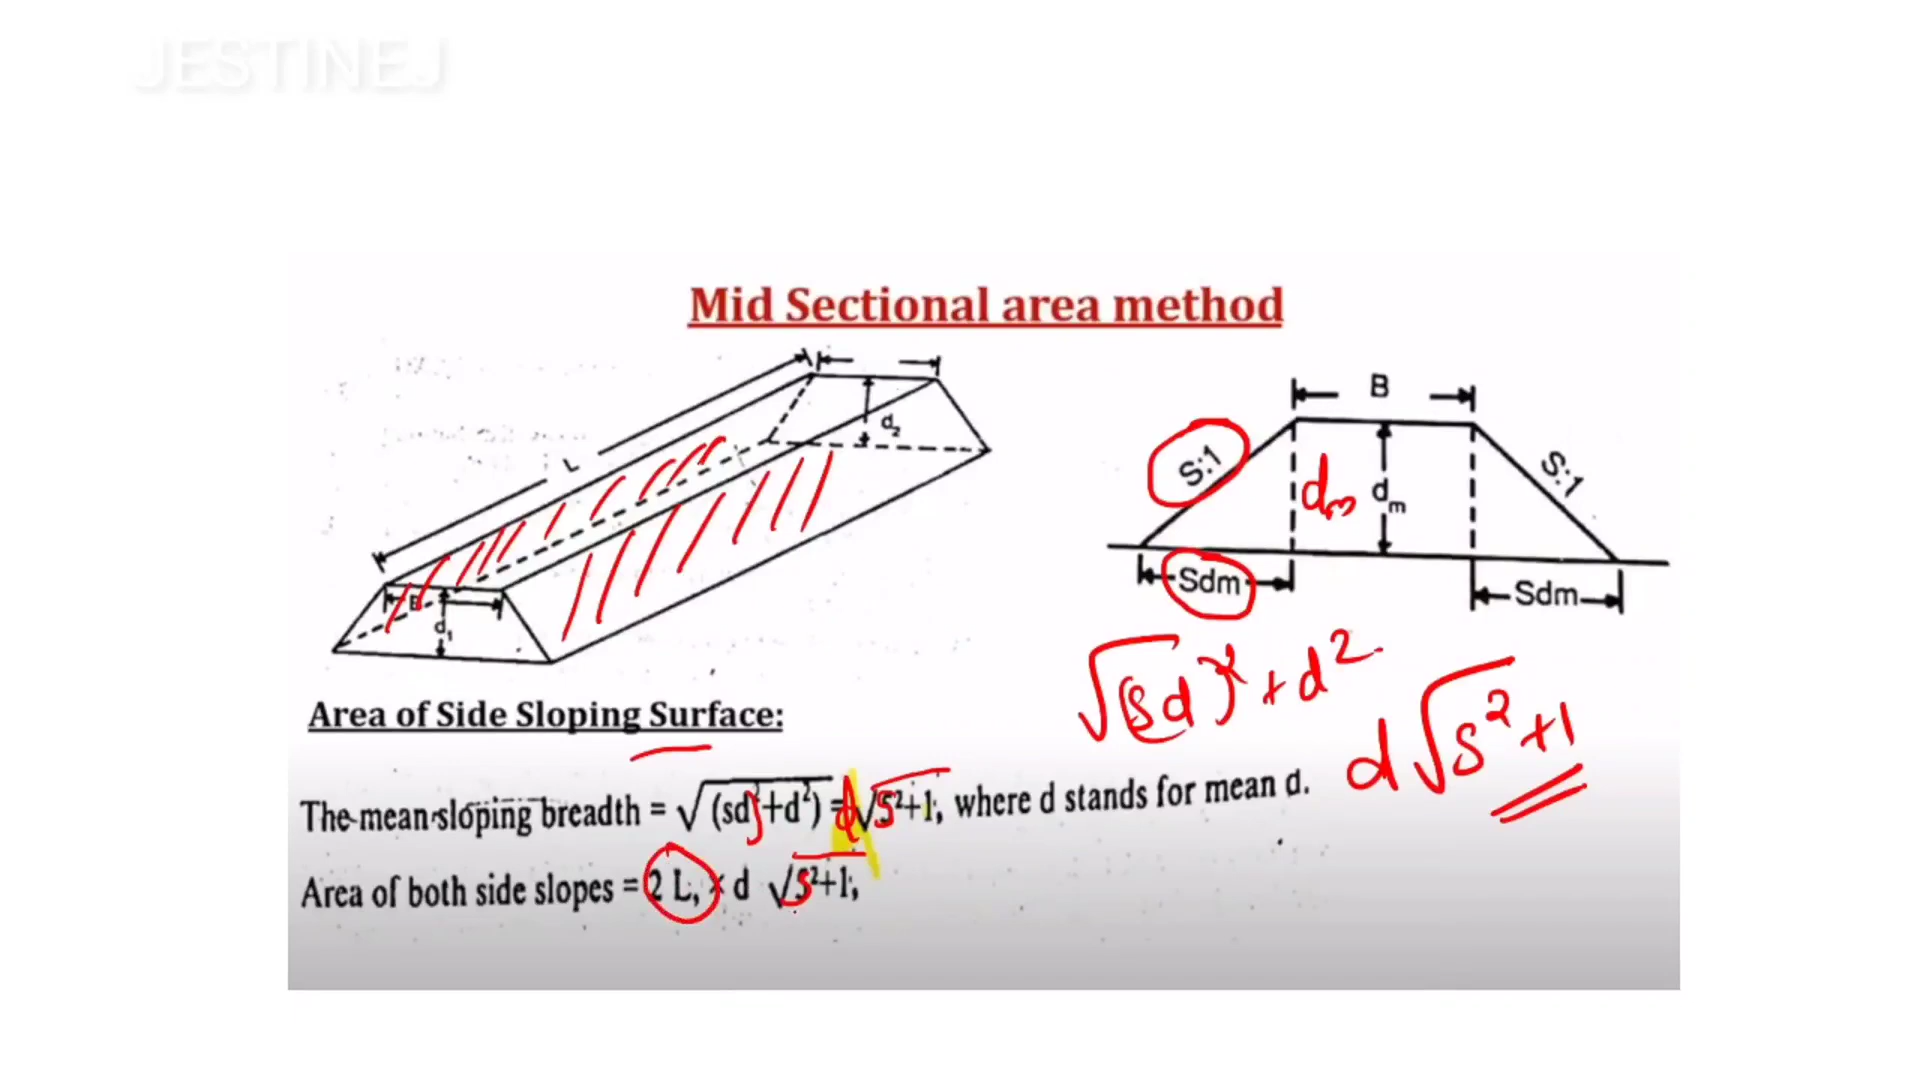 JESTINEJ
Mid Sectional area method
L
B
d₁
d₂
B
S:1
dm
dm
S:1
Sdm
Sdm
√(sd)² + d²
d√s²+1
Area of Side Sloping Surface:
The mean sloping breadth = √(sd)²+d²) = d√S²+1; where d stands for mean d.
Area of both side slopes = 2 L, × d √S²+1;